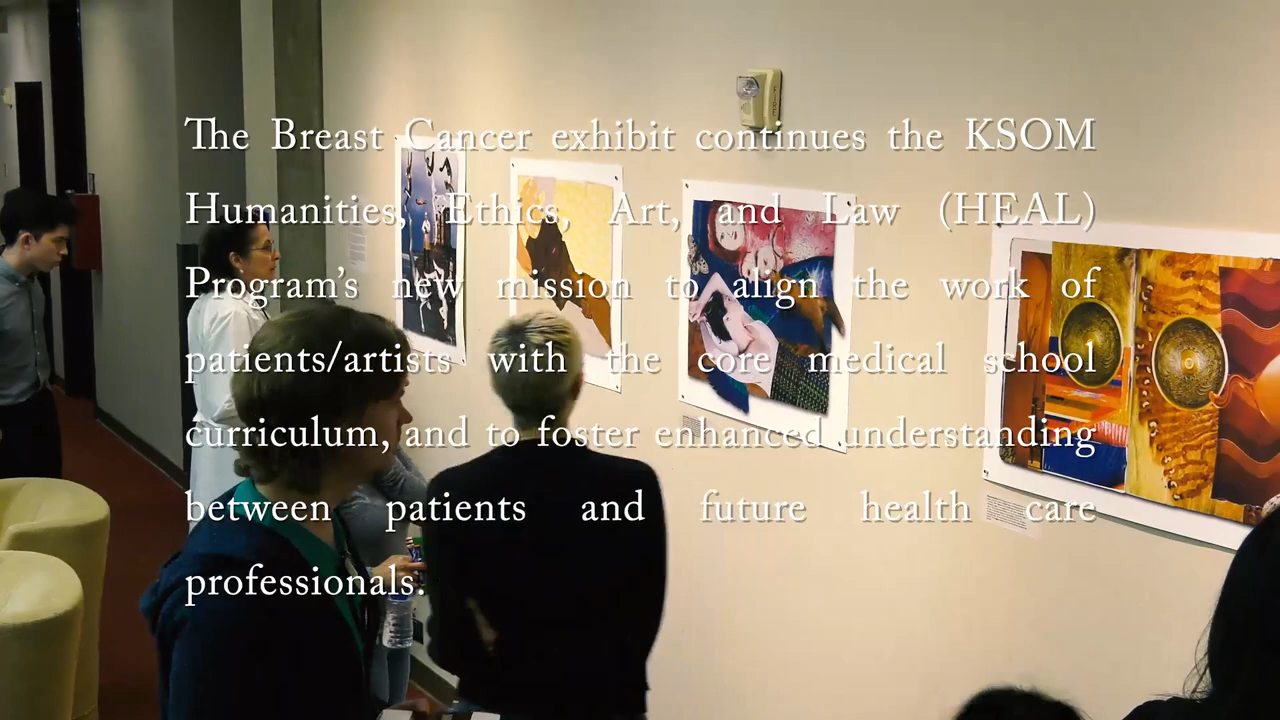 The Breast Cancer exhibit continues the KSOM
Humanities, Ethics, Art, and Law (HEAL)
Program's new mission to align the work of
patients/artists with the core medical school
curriculum, and to foster enhanced understanding
between patients and future health care
professionals.